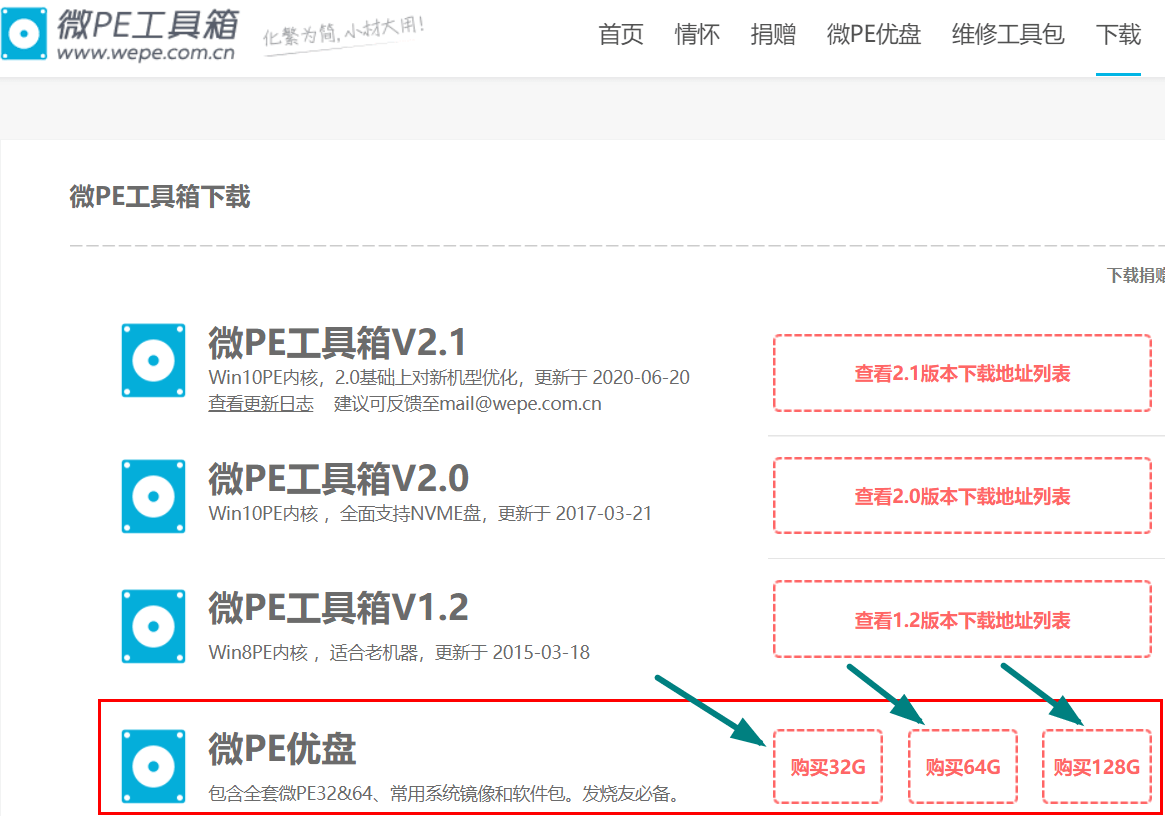 微PE工具箱
www.wepe.com.cn
化繁为简,小材大用!
首页 情怀 捐赠 微PE优盘 维修工具包 下载
微PE工具箱下载
下载捐赠
微PE工具箱V2.1
Win10PE内核，2.0基础上对新机型优化，更新于 2020-06-20
查看更新日志 建议可反馈至mail@wepe.com.cn
查看2.1版本下载地址列表
微PE工具箱V2.0
Win10PE内核 ，全面支持NVME盘，更新于 2017-03-21
查看2.0版本下载地址列表
微PE工具箱V1.2
Win8PE内核 ，适合老机器，更新于 2015-03-18
查看1.2版本下载地址列表
微PE优盘
包含全套微PE32&64、常用系统镜像和软件包。发烧友必备。
购买32G 购买64G 购买128G